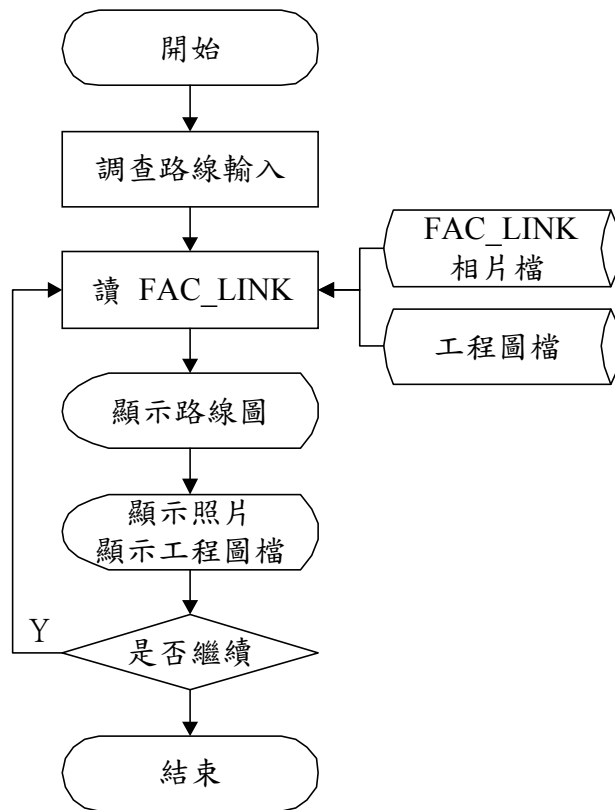 開始
調查路線輸入
讀 FAC_LINK
FAC_LINK
相片檔
工程圖檔
顯示路線圖
顯示照片
顯示工程圖檔
Y
是否繼續
結束